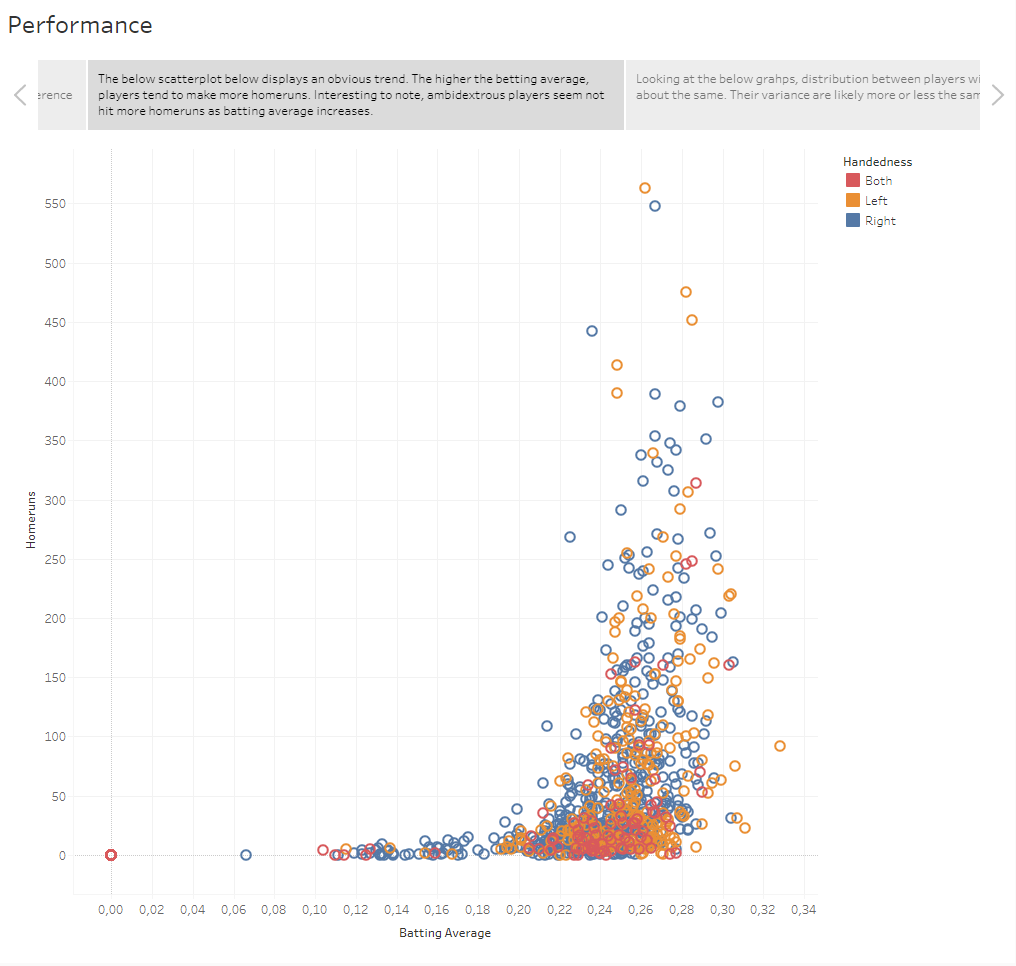 Performance
erence
The below scatterplot below displays an obvious trend. The higher the betting average,
players tend to make more homeruns. Interesting to note, ambidextrous players seem not
hit more homeruns as batting average increases.
Looking at the below grahps, distribution between players wi
about the same. Their variance are likely more or less the sam
Handedness
Both
Left
Right
550
500
450
400
350
300
250
200
150
100
50
0
Homeruns
0,00 0,02 0,04 0,06 0,08 0,10 0,12 0,14 0,16 0,18 0,20 0,22 0,24 0,26 0,28 0,30 0,32 0,34
Batting Average